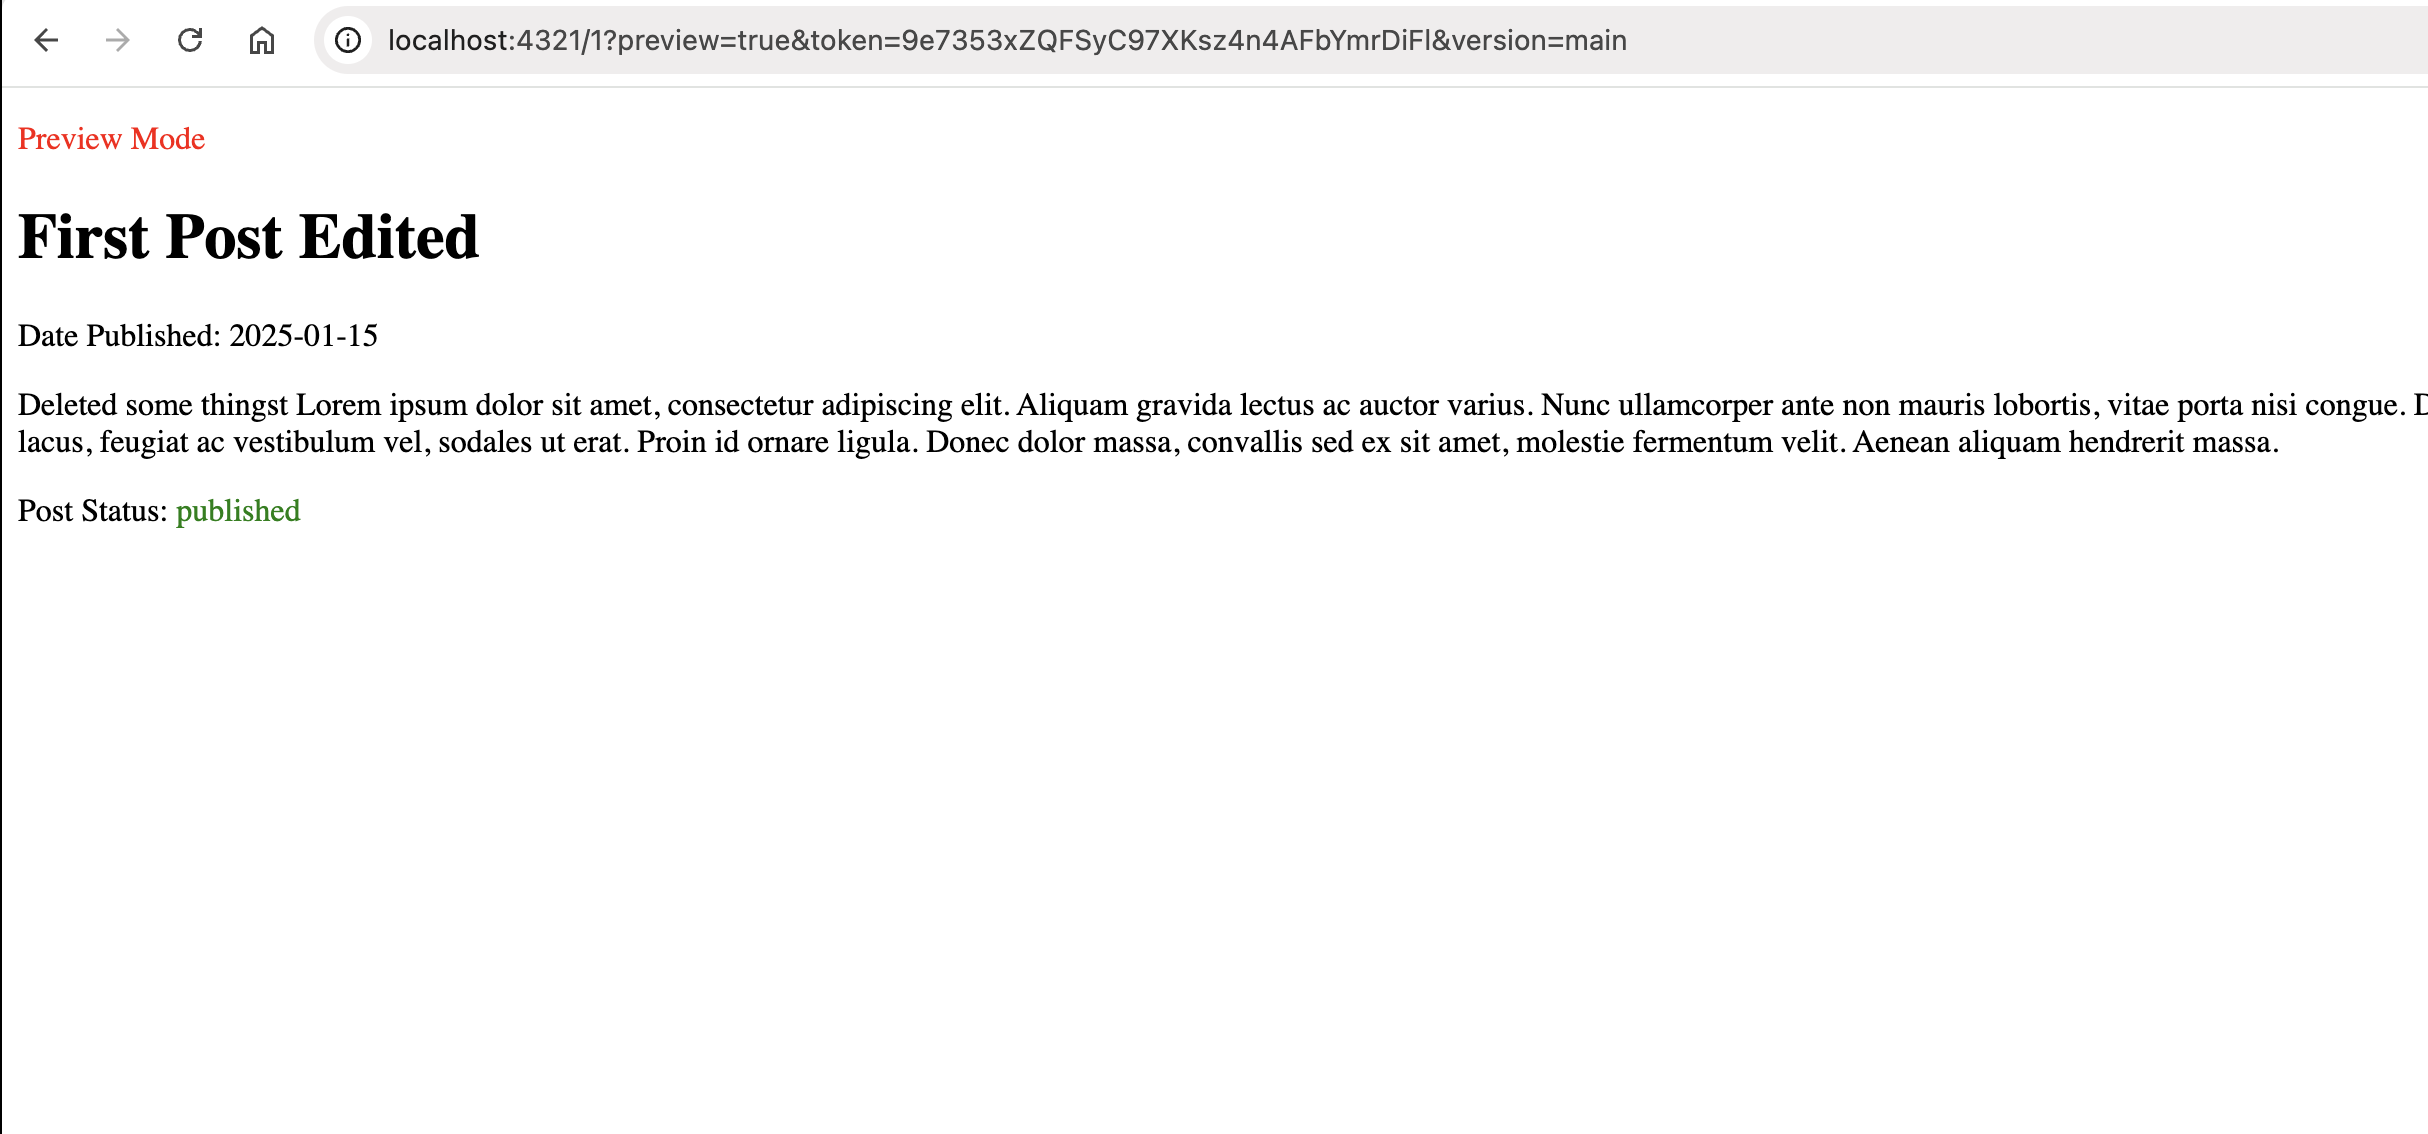 localhost:4321/1?preview=true&token=9e7353xZQFSyC97XKsz4n4AFbYmrDiFl&version=main
Preview Mode
First Post Edited
Date Published: 2025-01-15
Deleted some thingst Lorem ipsum dolor sit amet, consectetur adipiscing elit. Aliquam gravida lectus ac auctor varius. Nunc ullamcorper ante non mauris lobortis, vitae porta nisi congue.
lacus, feugiat ac vestibulum vel, sodales ut erat. Proin id ornare ligula. Donec dolor massa, convallis sed ex sit amet, molestie fermentum velit. Aenean aliquam hendrerit massa.
Post Status: published